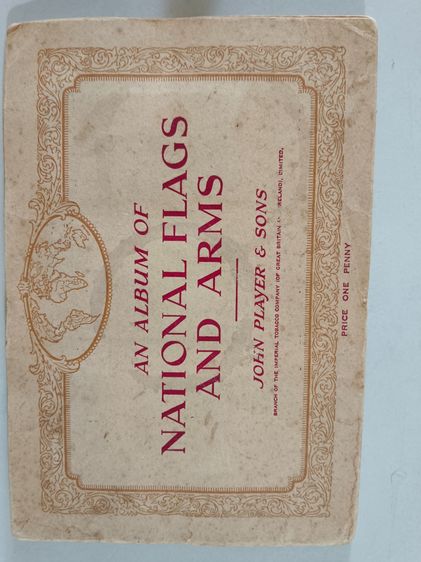 AN ALBUM OF
NATIONAL FLAGS
AND ARMS
JOHN PLAYER & SONS
BRANCH OF THE IMPERIAL TOBACCO COMPANY (OF GREAT BRITAIN & IRELAND), LIMITED,
PRICE ONE PENNY